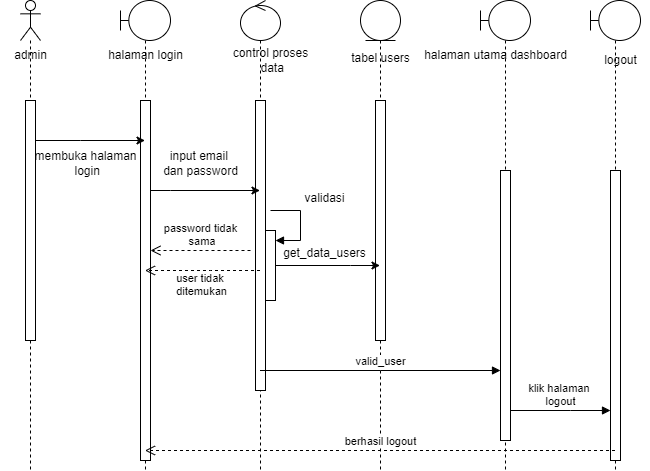 admin
halaman login
control proses
data
tabel users
halaman utama dashboard
logout
membuka halaman
login
input email
dan password
validasi
password tidak
sama
get_data_users
user tidak
ditemukan
valid_user
klik halaman
logout
berhasil logout